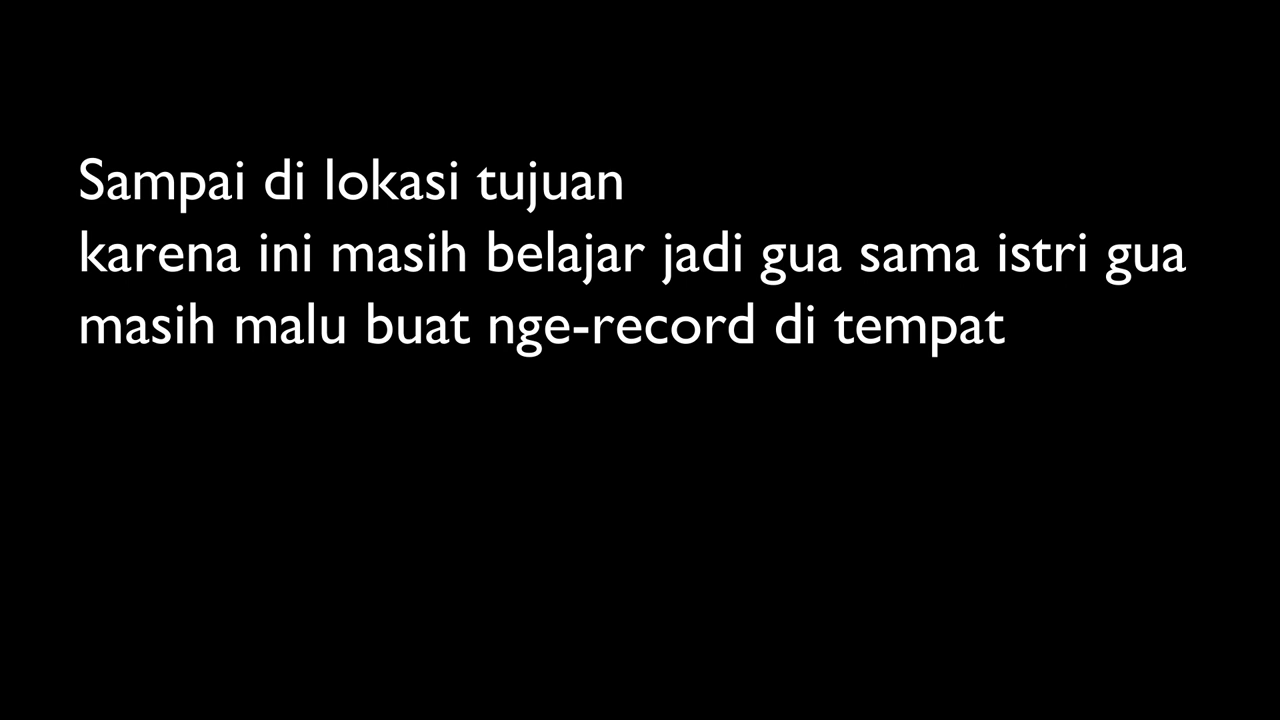 Sampai di lokasi tujuan
karena ini masih belajar jadi gua sama istri gua
masih malu buat nge-record di tempat